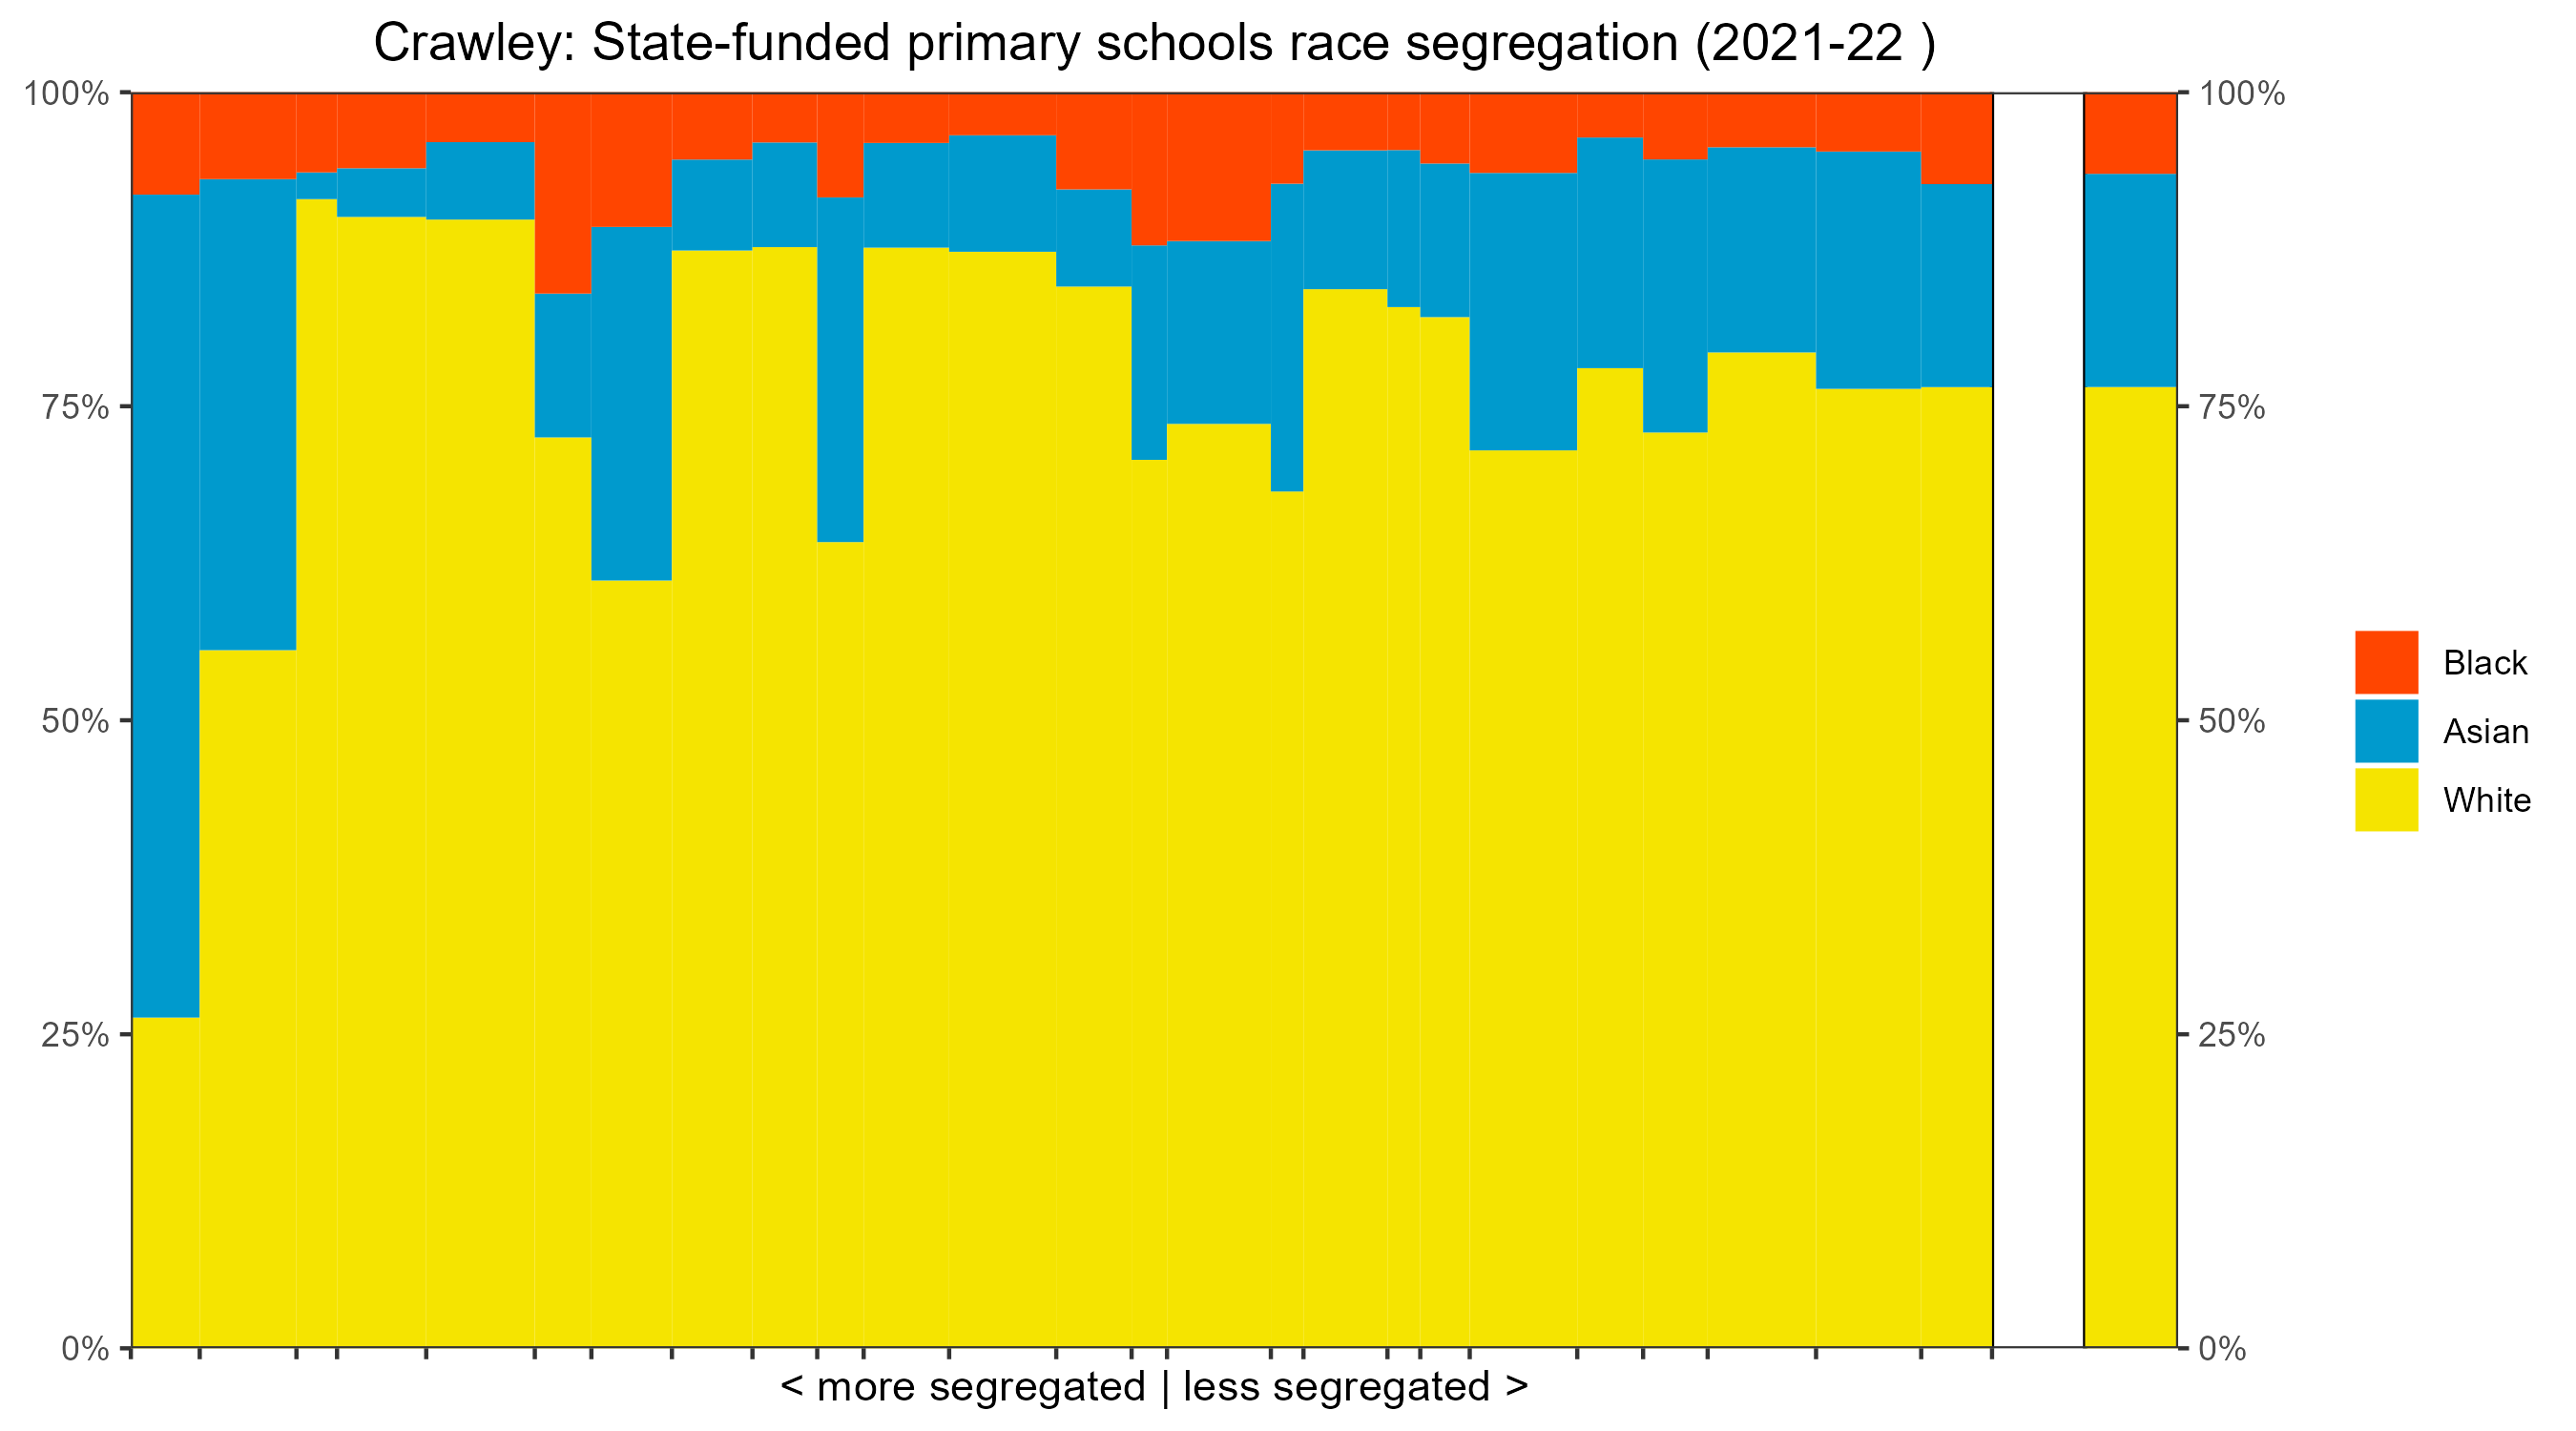 Crawley: State-funded primary schools race segregation (2021-22 )
100%
75%
50%
25%
0%
100%
75%
50%
25%
0%
Black
Asian
White
< more segregated | less segregated >